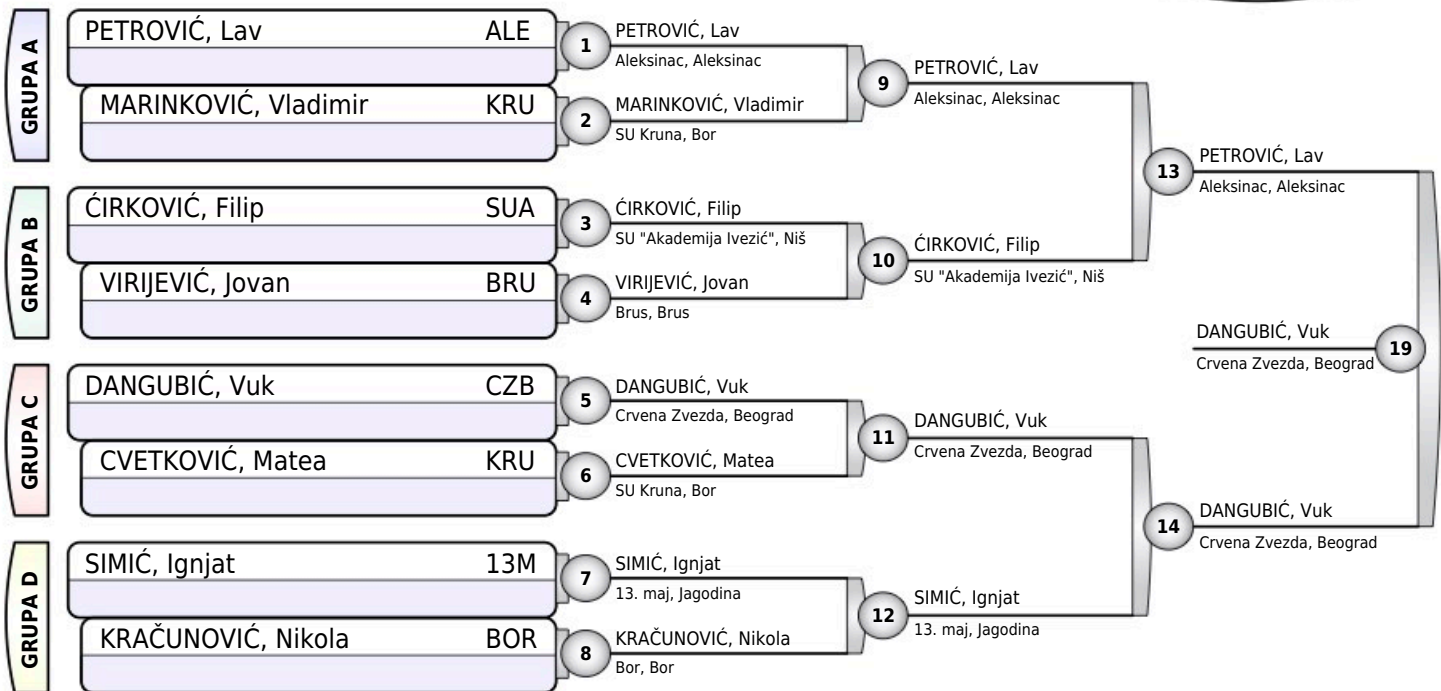 GRUPA A
PETROVIĆ, Lav ALE
MARINKOVIĆ, Vladimir KRU
GRUPA B
ĆIRKOVIĆ, Filip SUA
VIRIJEVIĆ, Jovan BRU
GRUPA C
DANGUBIĆ, Vuk CZB
CVETKOVIĆ, Matea KRU
GRUPA D
SIMIĆ, Ignjat 13M
KRAČUNOVIĆ, Nikola BOR
1
PETROVIĆ, Lav
Aleksinac, Aleksinac
2
MARINKOVIĆ, Vladimir
SU Kruna, Bor
3
ĆIRKOVIĆ, Filip
SU "Akademija Ivezić", Niš
4
VIRIJEVIĆ, Jovan
Brus, Brus
5
DANGUBIĆ, Vuk
Crvena Zvezda, Beograd
6
CVETKOVIĆ, Matea
SU Kruna, Bor
7
SIMIĆ, Ignjat
13. maj, Jagodina
8
KRAČUNOVIĆ, Nikola
Bor, Bor
9
PETROVIĆ, Lav
Aleksinac, Aleksinac
10
ĆIRKOVIĆ, Filip
SU "Akademija Ivezić", Niš
11
DANGUBIĆ, Vuk
Crvena Zvezda, Beograd
12
SIMIĆ, Ignjat
13. maj, Jagodina
13
PETROVIĆ, Lav
Aleksinac, Aleksinac
14
DANGUBIĆ, Vuk
Crvena Zvezda, Beograd
DANGUBIĆ, Vuk
Crvena Zvezda, Beograd
19